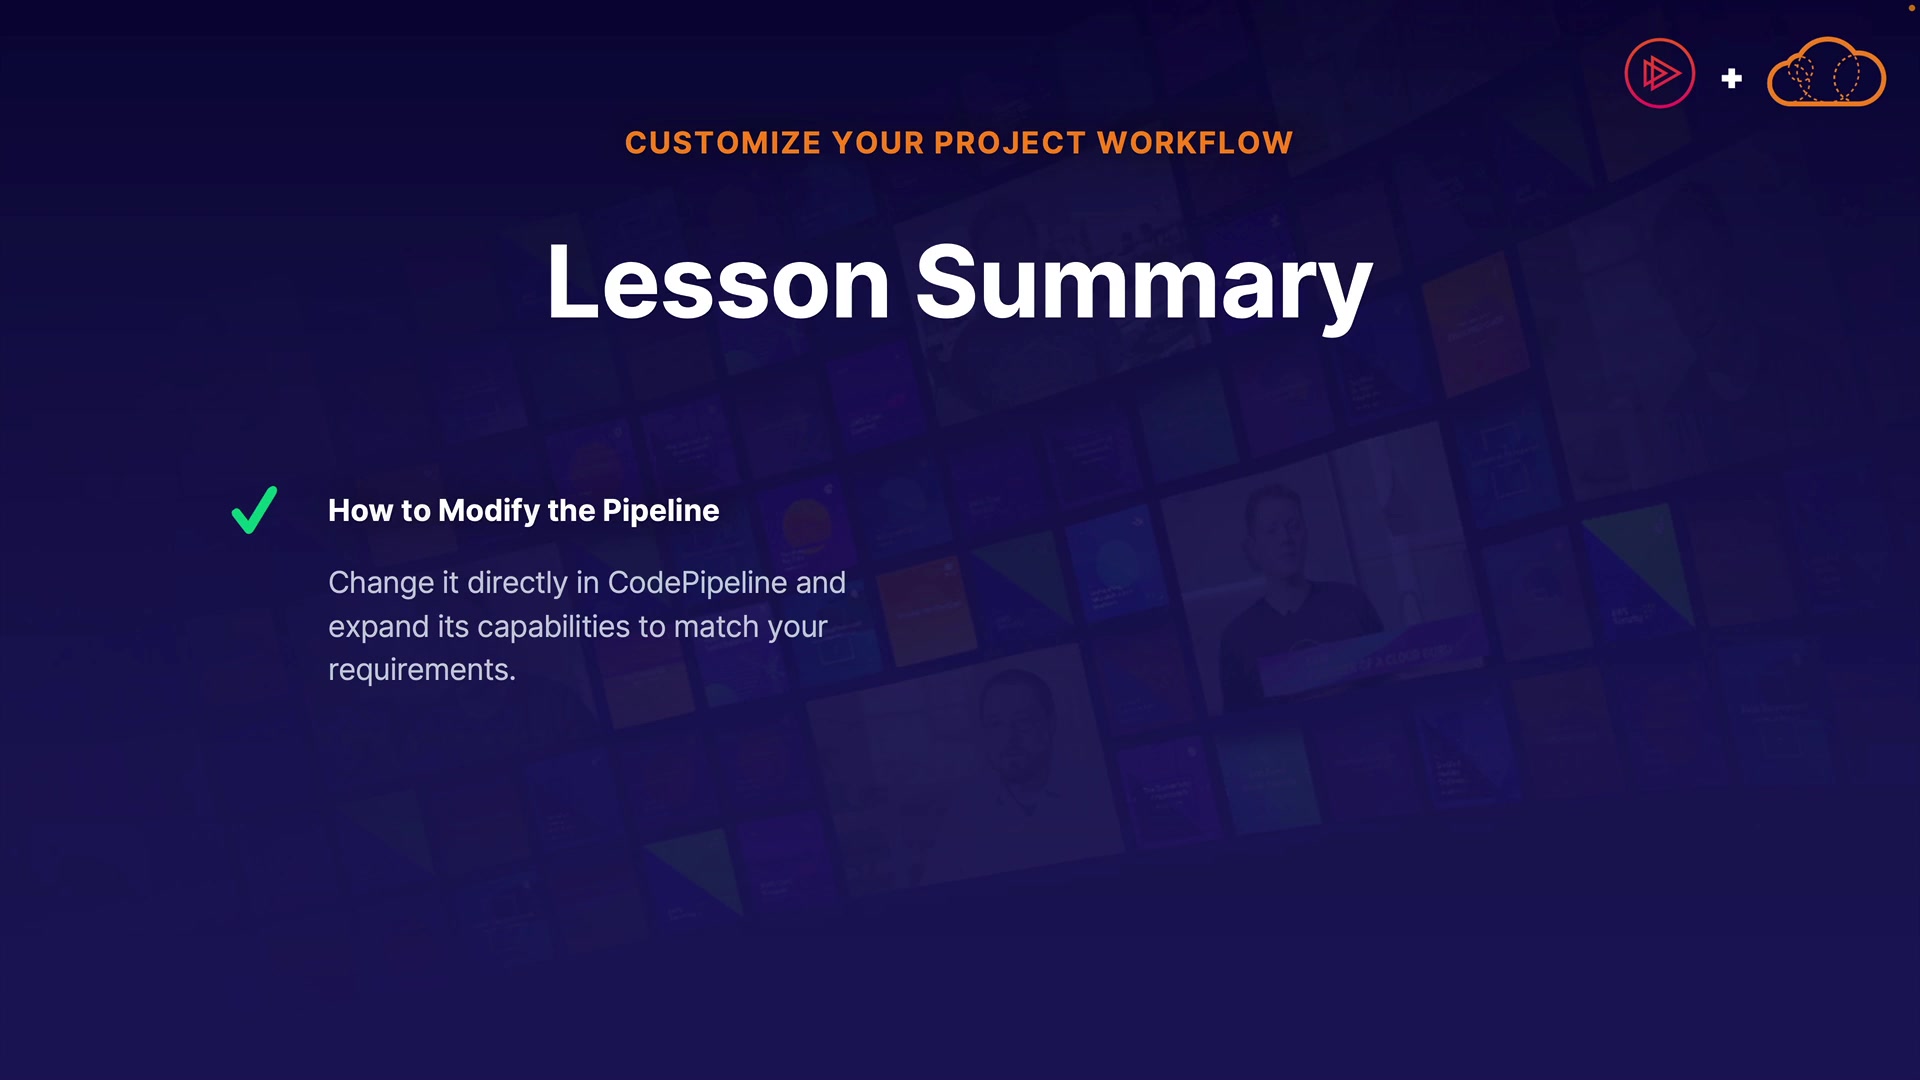 CUSTOMIZE YOUR PROJECT WORKFLOW
Lesson Summary
How to Modify the Pipeline
Change it directly in CodePipeline and
expand its capabilities to match your
requirements.